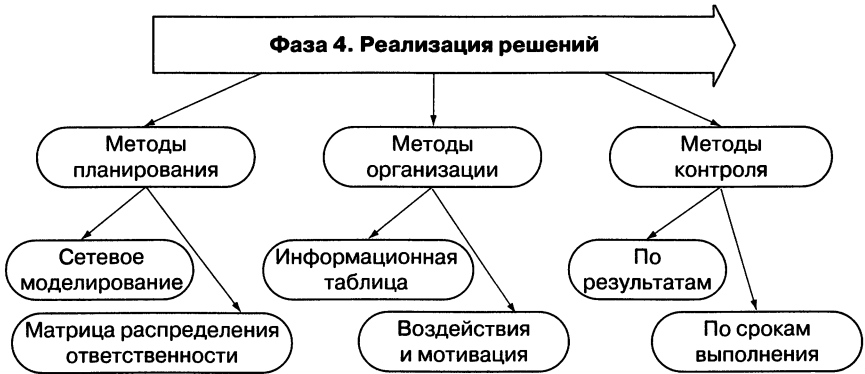 Фаза 4. Реализация решений
Методы
планирования
Методы
организации
Методы
контроля
Сетевое
моделирование
Информационная
таблица
По
результатам
Матрица распределения
ответственности
Воздействия
и мотивация
По срокам
выполнения